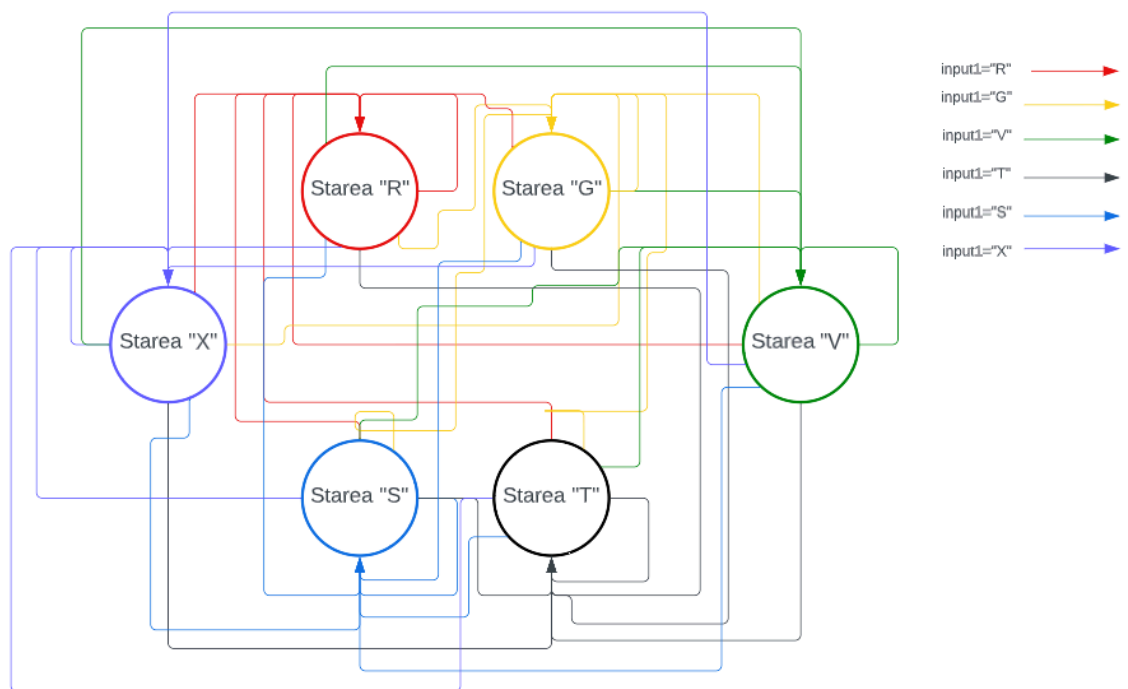 input1="R"
input1="G"
input1="V"
input1="T"
input1="S"
input1="X"
Starea "R"
Starea "G"
Starea "X"
Starea "V"
Starea "S"
Starea "T"